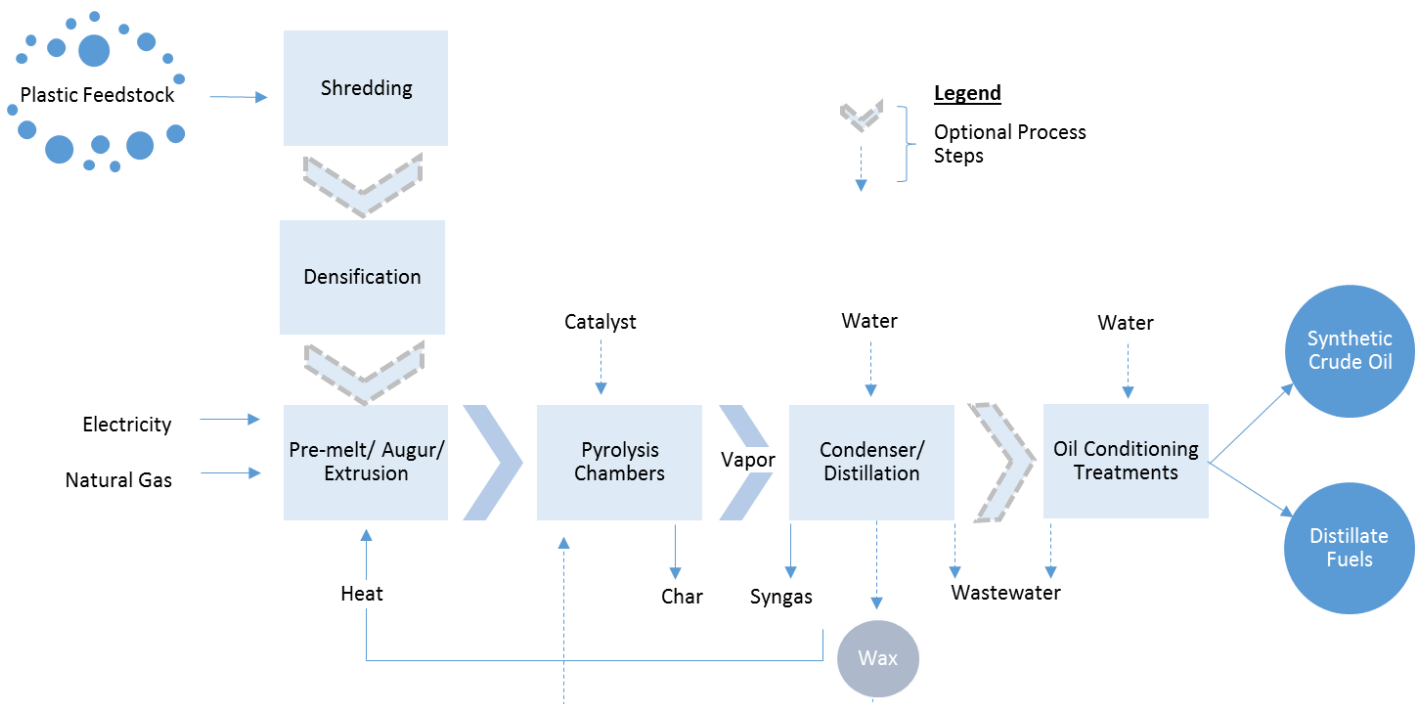 Plastic Feedstock
Shredding
Legend
Optional Process
Steps
Densification
Catalyst
Water
Water
Synthetic
Crude Oil
Electricity
Natural Gas
Pre-melt/ Augur/
Extrusion
Pyrolysis
Chambers
Vapor
Condenser/
Distillation
Oil Conditioning
Treatments
Distillate
Fuels
Heat
Char
Syngas
Wastewater
Wax